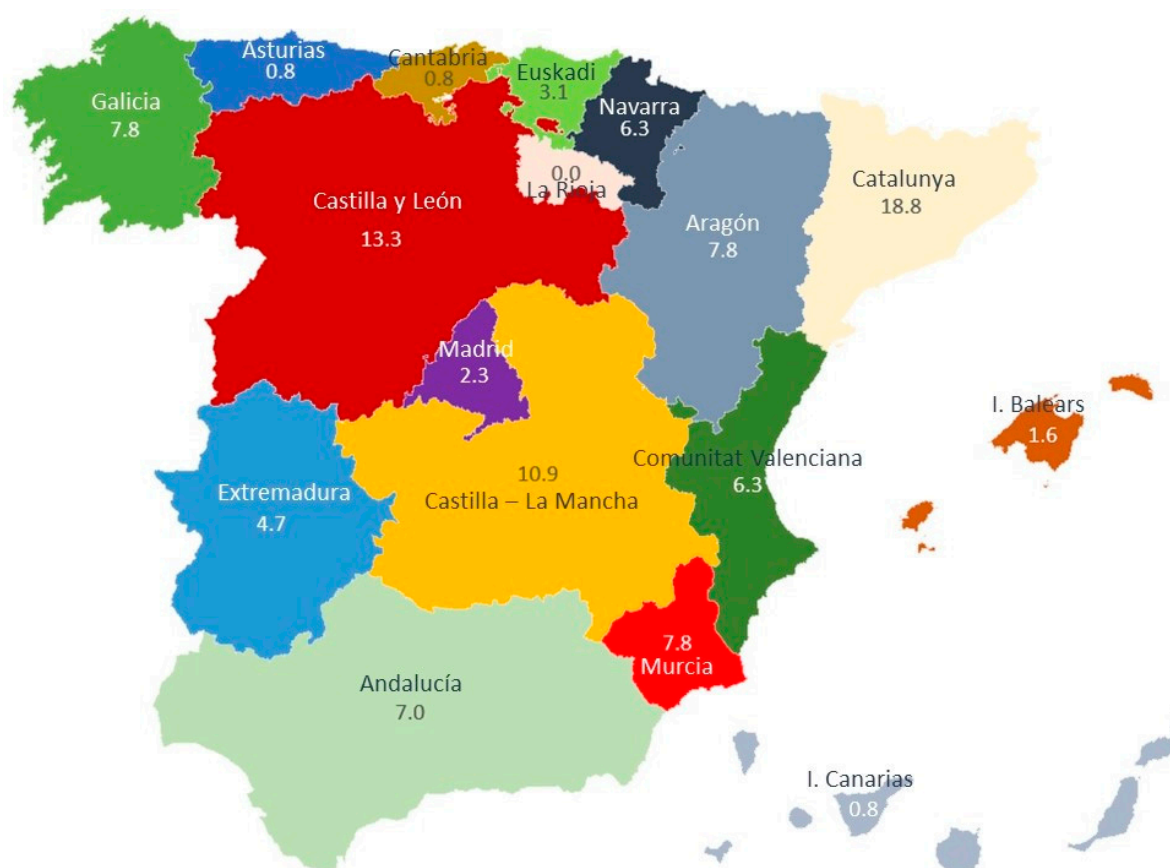 Asturias
0.8
Cantabria
0.8
Euskadi
3.1
Galicia
7.8
Navarra
6.3
0.0
La Rioja
Catalunya
18.8
Castilla y León
13.3
Aragón
7.8
Madrid
2.3
I. Balears
1.6
Comunitat Valenciana
6.3
10.9
Castilla – La Mancha
Extremadura
4.7
7.8
Murcia
Andalucía
7.0
I. Canarias
0.8